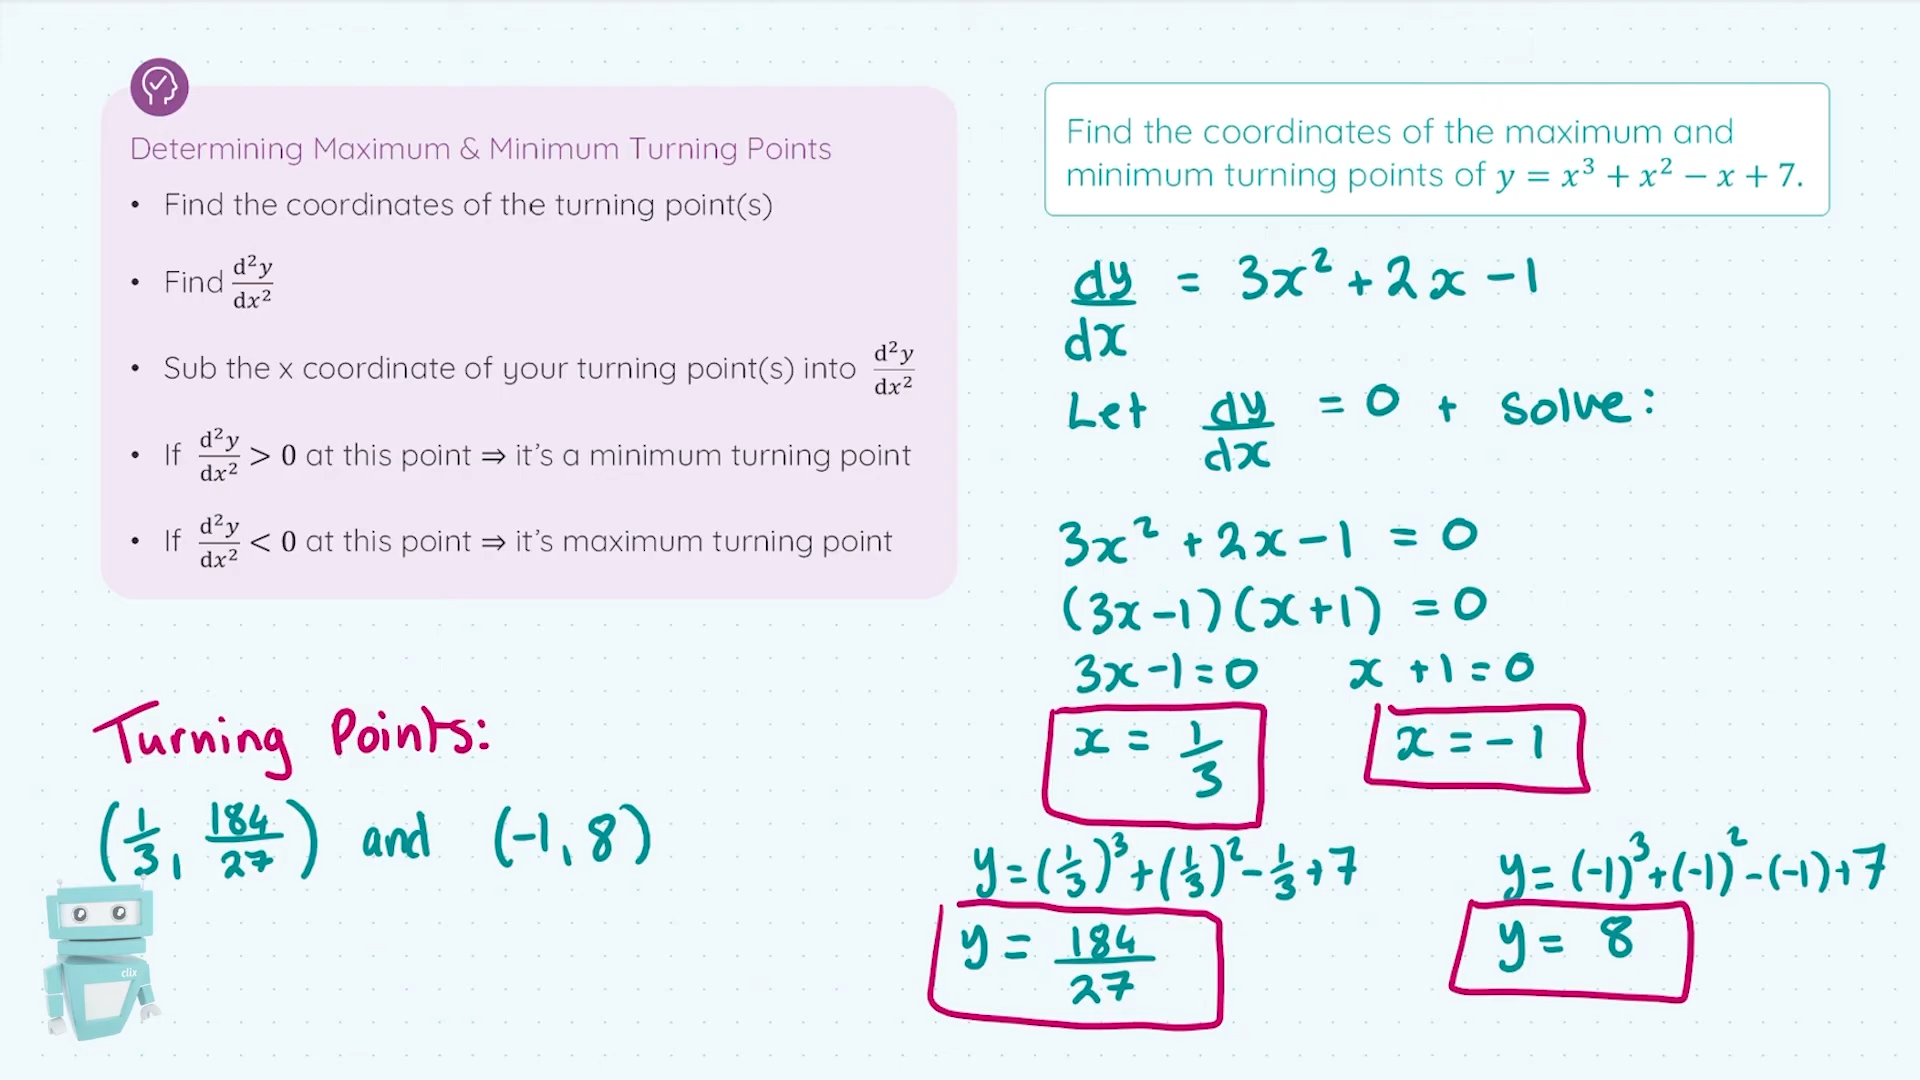 Determining Maximum & Minimum Turning Points
• Find the coordinates of the turning point(s)
• Find d²y/dx²
• Sub the x coordinate of your turning point(s) into d²y/dx²
• If d²y/dx² > 0 at this point ⇒ it's a minimum turning point
• If d²y/dx² < 0 at this point ⇒ it's maximum turning point
Turning Points:
(1/3, 184/27) and (-1, 8)
clix
Find the coordinates of the maximum and
minimum turning points of y = x³ + x² − x + 7.
dy/dx = 3x² + 2x - 1
Let dy/dx = 0 + solve:
3x² + 2x - 1 = 0
(3x-1)(x+1) = 0
3x-1=0 x+1=0
x = 1/3 x = -1
y=(1/3)³+(1/3)²-1/3+7 y=(-1)³+(-1)²-(-1)+7
y = 184/27 y = 8